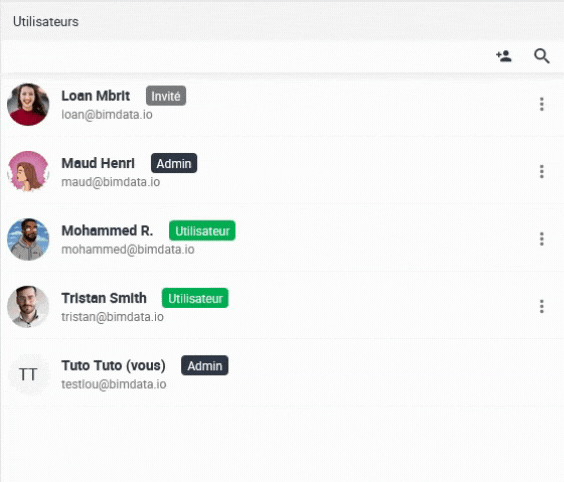 Utilisateurs
Loan Mbrit Invité
loan@bimdata.io
Maud Henri Admin
maud@bimdata.io
Mohammed R. Utilisateur
mohammed@bimdata.io
Tristan Smith Utilisateur
tristan@bimdata.io
TT Tuto Tuto (vous) Admin
testlou@bimdata.io